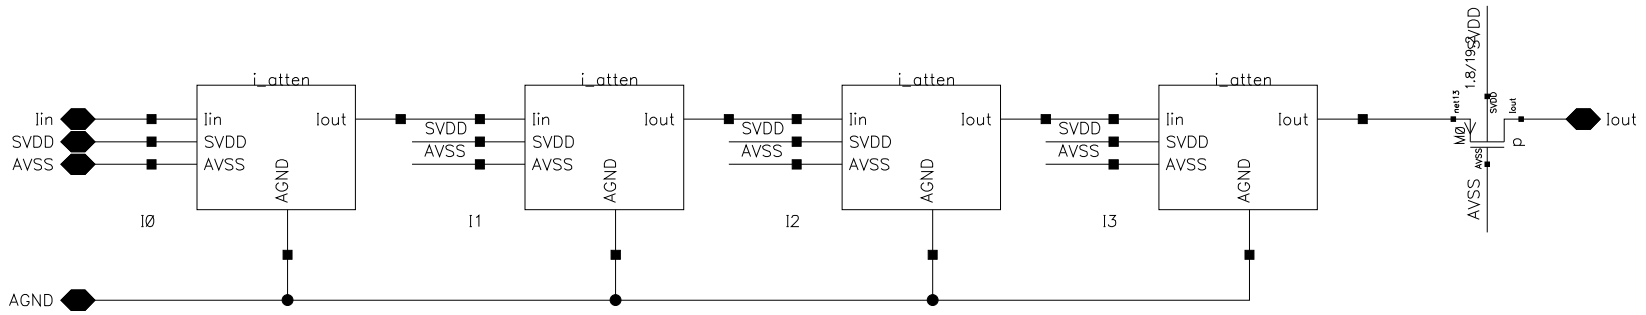 i_atten
i_atten
i_atten
i_atten
Iin
Iin
Iout
SVDD
SVDD
AVSS
AVSS
AGND
I0
SVDD
AVSS
Iin
SVDD
AVSS
Iout
AGND
I1
SVDD
AVSS
Iin
SVDD
AVSS
Iout
AGND
I2
SVDD
AVSS
Iin
SVDD
AVSS
Iout
AGND
I3
SVDD
net13
SVDD
Iout
M0
AVSS
p
AVSS
Iout
AGND